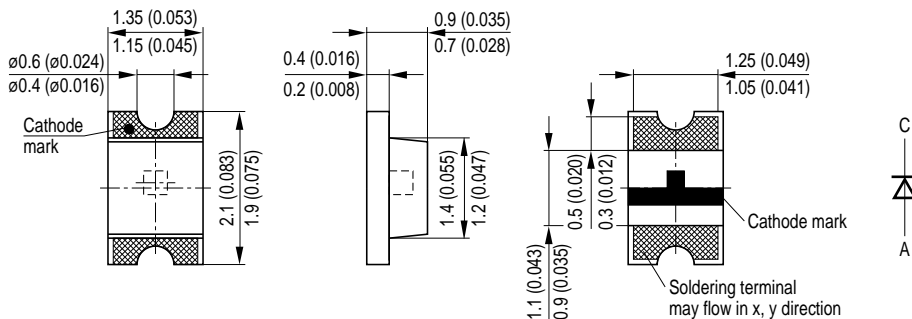 1.35 (0.053)
1.15 (0.045)
ø0.6 (ø0.024)
ø0.4 (ø0.016)
Cathode
mark
2.1 (0.083)
1.9 (0.075)
0.9 (0.035)
0.7 (0.028)
0.4 (0.016)
0.2 (0.008)
1.4 (0.055)
1.2 (0.047)
1.25 (0.049)
1.05 (0.041)
0.5 (0.020)
0.3 (0.012)
1.1 (0.043)
0.9 (0.035)
Cathode mark
Soldering terminal
may flow in x, y direction
C
A